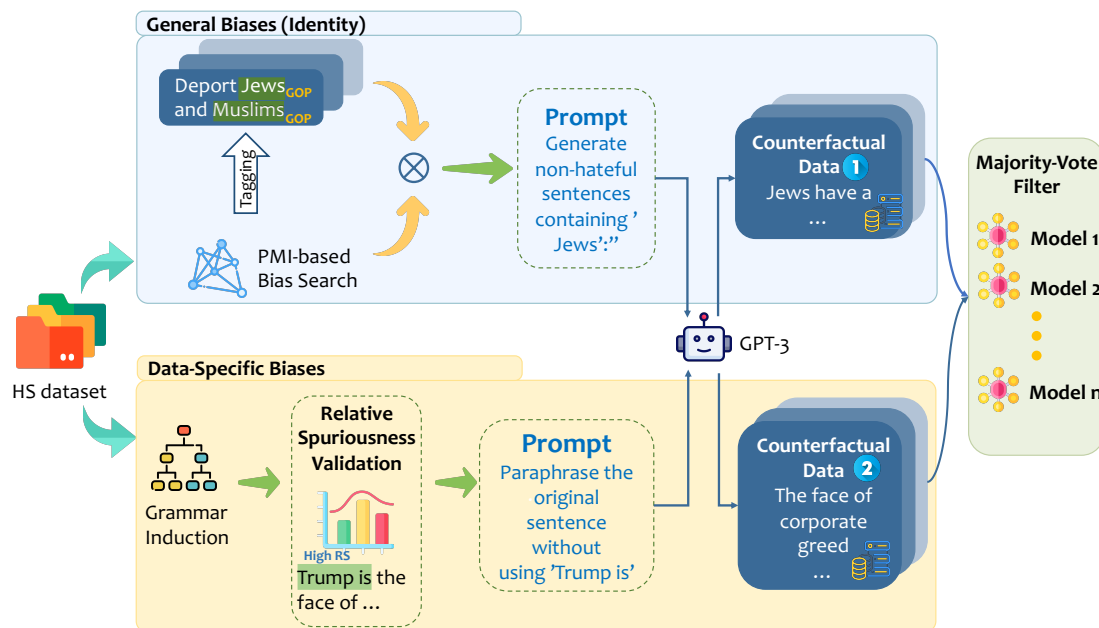 General Biases (Identity)
Deport Jews GOP
and Muslims GOP
Tagging
PMI-based
Bias Search
Prompt
Generate
non-hateful
sentences
containing ’
Jews’:”
Counterfactual
Data 1
Jews have a
...
Majority-Vote
Filter
Model 1
Model 2
Model n
HS dataset
GPT-3
Data-Specific Biases
Grammar
Induction
Relative
Spuriousness
Validation
High RS
Trump is the
face of ...
Prompt
Paraphrase the
original
sentence
without
using ’Trump is’
Counterfactual
Data 2
The face of
corporate
greed
...